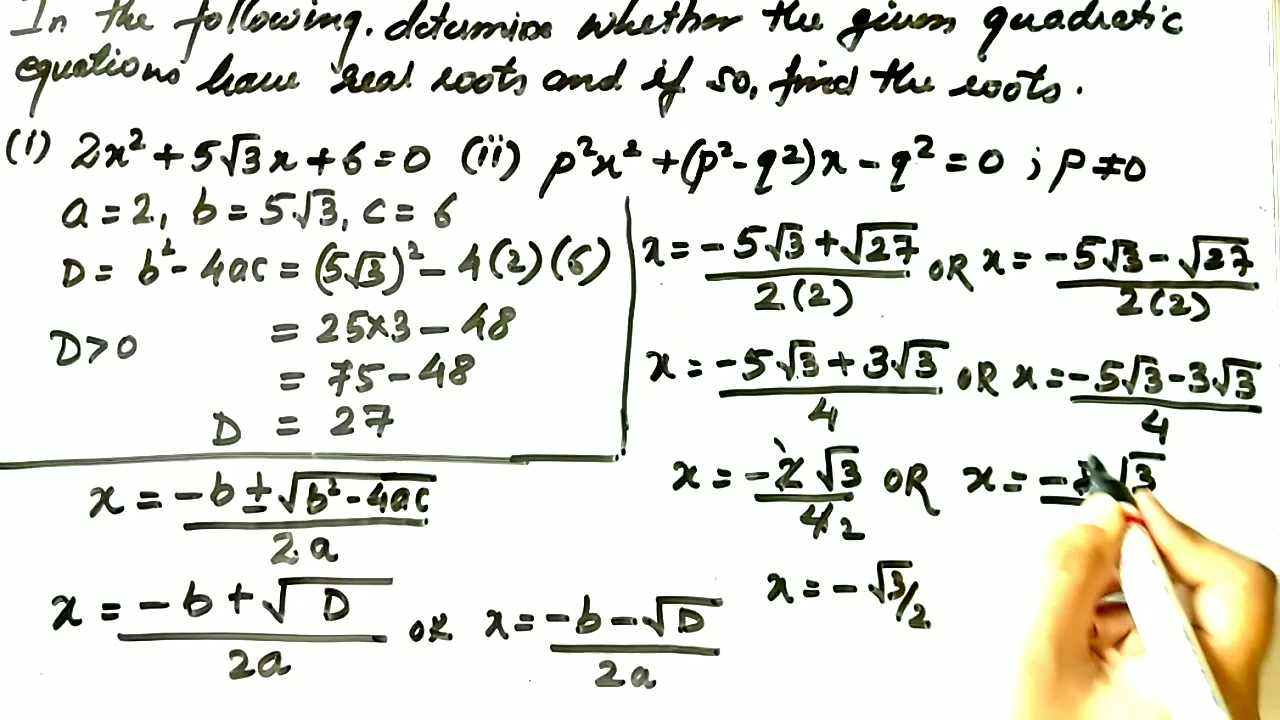 In the following, determine whether the given quadratic
equations have real roots and if so, find the roots.
(i) 2x² + 5√3x + 6 = 0 (ii) p²x² + (p² - q²)x - q² = 0 ; P ≠ 0
a = 2, b = 5√3, c = 6
D = b² - 4ac = (5√3)² - 4(2)(6)
= 25×3 - 48
D > 0
= 75 - 48
D = 27
x = -b ± √b² - 4ac / 2a
x = -b + √D / 2a or x = -b - √D / 2a
x = -5√3 + √27 / 2(2) OR x = -5√3 - √27 / 2(2)
x = -5√3 + 3√3 / 4 OR x = -5√3 - 3√3 / 4
x = -2√3 / 4 2 OR x = - √3
x = -√3/2